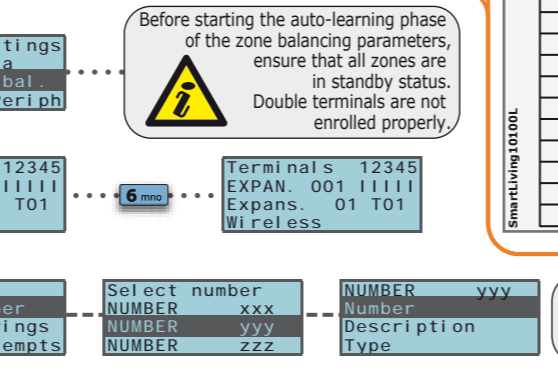 Before starting the auto-learning phase
of the zone balancing parameters,
ensure that all zones are
in standby status.
Double terminals are not
enrolled properly.
tings
a
bal.
Periph
12345
IIIII
T01
6 mno
Terminals 12345
EXPAN. 001 IIIII
Expans. 01 T01
Wireless
SmartLiving10100L
er
ings
empts
Select number
NUMBER xxx
NUMBER yyy
NUMBER zzz
NUMBER yyy
Number
Description
Type